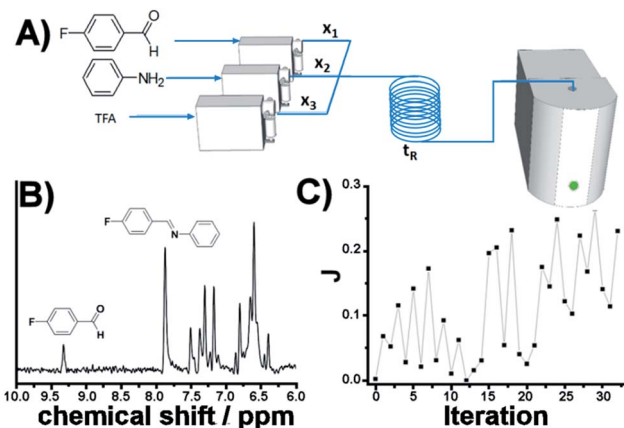 A)
F
O
H
x1
NH2
x2
TFA
x3
tR
B)
F
N
F
O
H
10.0 9.5 9.0 8.5 8.0 7.5 7.0 6.5 6.0
chemical shift / ppm
C)
0.3
0.2
0.1
0.0
J
0 5 10 15 20 25 30
Iteration